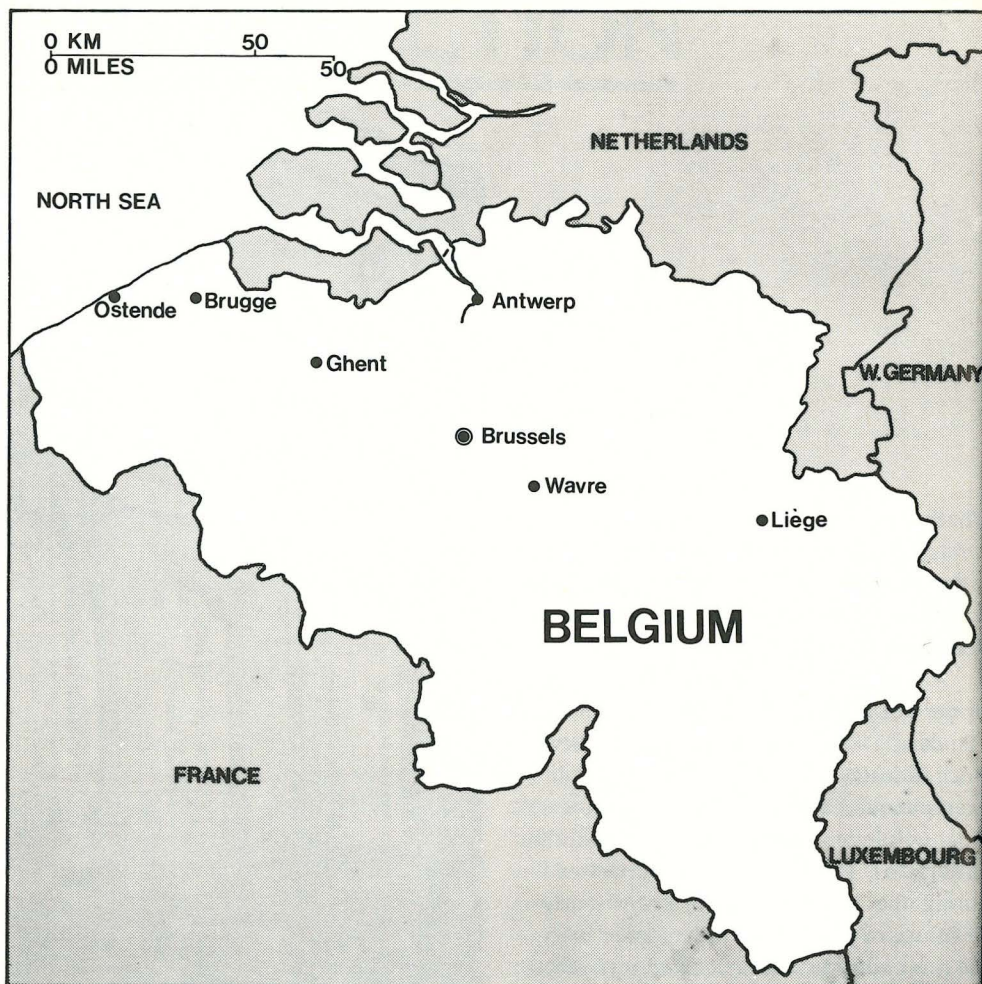 0 KM 50
0 MILES 50
NETHERLANDS
NORTH SEA
Ostende
Brugge
Antwerp
Ghent
W. GERMANY
Brussels
Wavre
Liège
BELGIUM
FRANCE
LUXEMBOURG